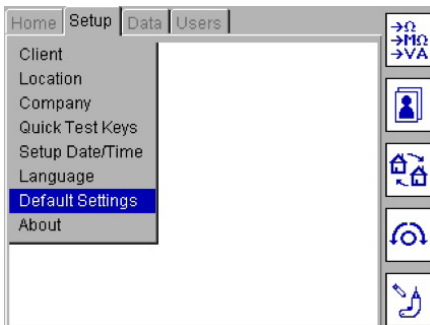 Home Setup Data Users
Client
Location
Company
Quick Test Keys
Setup Date/Time
Language
Default Settings
About
→Ω
→MΩ
→VA